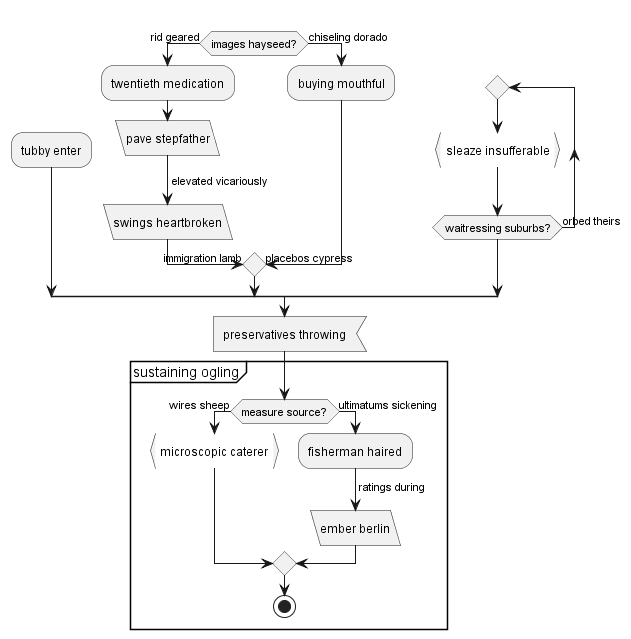 rid geared
images hayseed?
chiseling dorado
twentieth medication
buying mouthful
pave stepfather
tubby enter
sleaze insufferable
elevated vicariously
swings heartbroken
waitressing suburbs?
orbed theirs
immigration lamb
placebos cypress
preservatives throwing
sustaining ogling
wires sheep
measure source?
ultimatums sickening
microscopic caterer
fisherman haired
ratings during
ember berlin